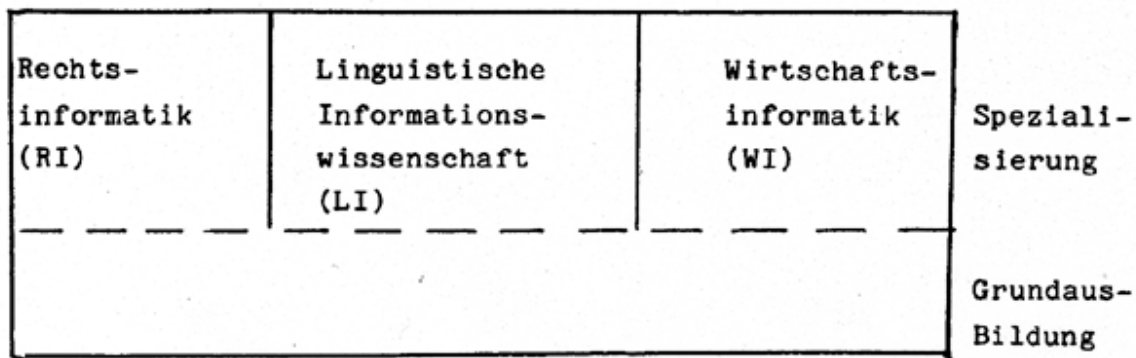 Rechts-
informatik
(RI)
Linguistische
Informations-
wissenschaft
(LI)
Wirtschafts-
informatik
(WI)
Speziali-
sierung
Grundaus-
Bildung